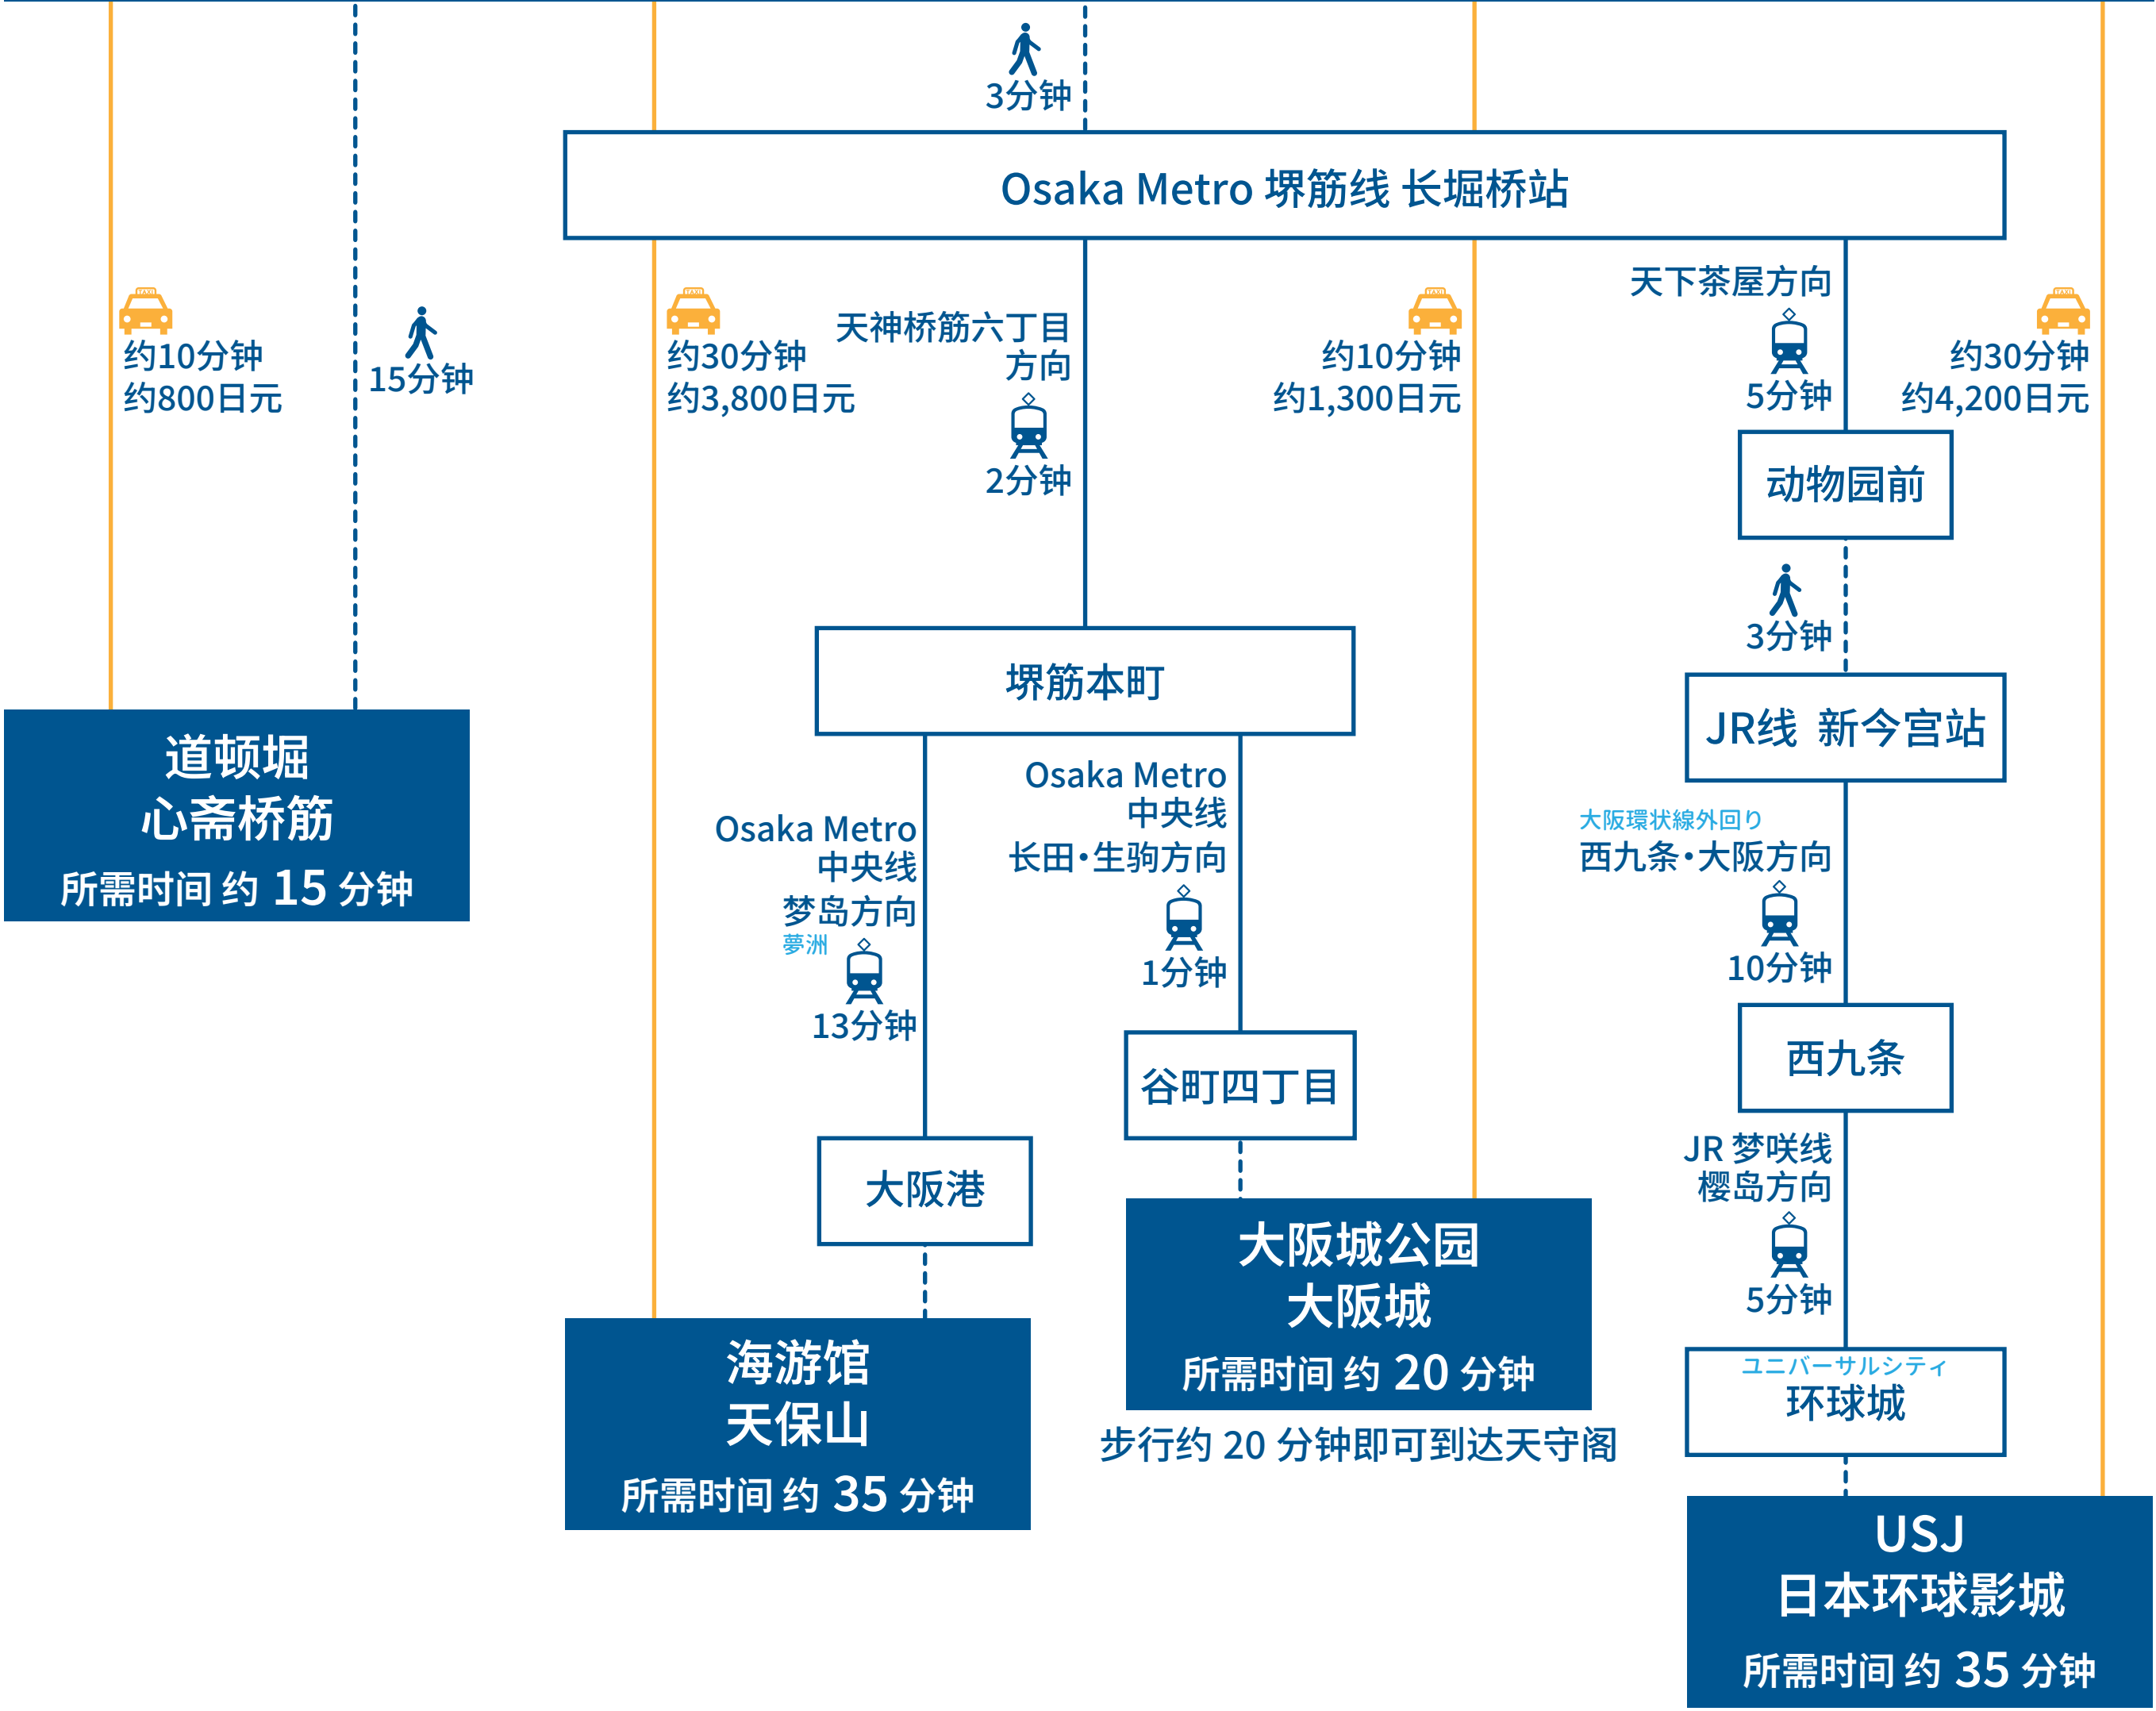 3分钟
Osaka Metro 堺筋线 长堀桥站
TAXI
约10分钟
约800日元
15分钟
TAXI
约30分钟
约3,800日元
天神桥筋六丁目
方向
2分钟
TAXI
约10分钟
约1,300日元
天下茶屋方向
5分钟
TAXI
约30分钟
约4,200日元
动物园前
3分钟
堺筋本町
JR线 新今宫站
道顿堀
心斋桥筋
所需时间 约 15 分钟
Osaka Metro
中央线
梦岛方向
夢洲
13分钟
Osaka Metro
中央线
长田・生驹方向
1分钟
大阪環状線外回り
西九条・大阪方向
10分钟
西九条
谷町四丁目
大阪港
JR 梦咲线
樱岛方向
5分钟
大阪城公园
大阪城
所需时间 约 20 分钟
步行约 20 分钟即可到达天守阁
海游馆
天保山
所需时间 约 35 分钟
ユニバーサルシティ
环球城
USJ
日本环球影城
所需时间 约 35 分钟